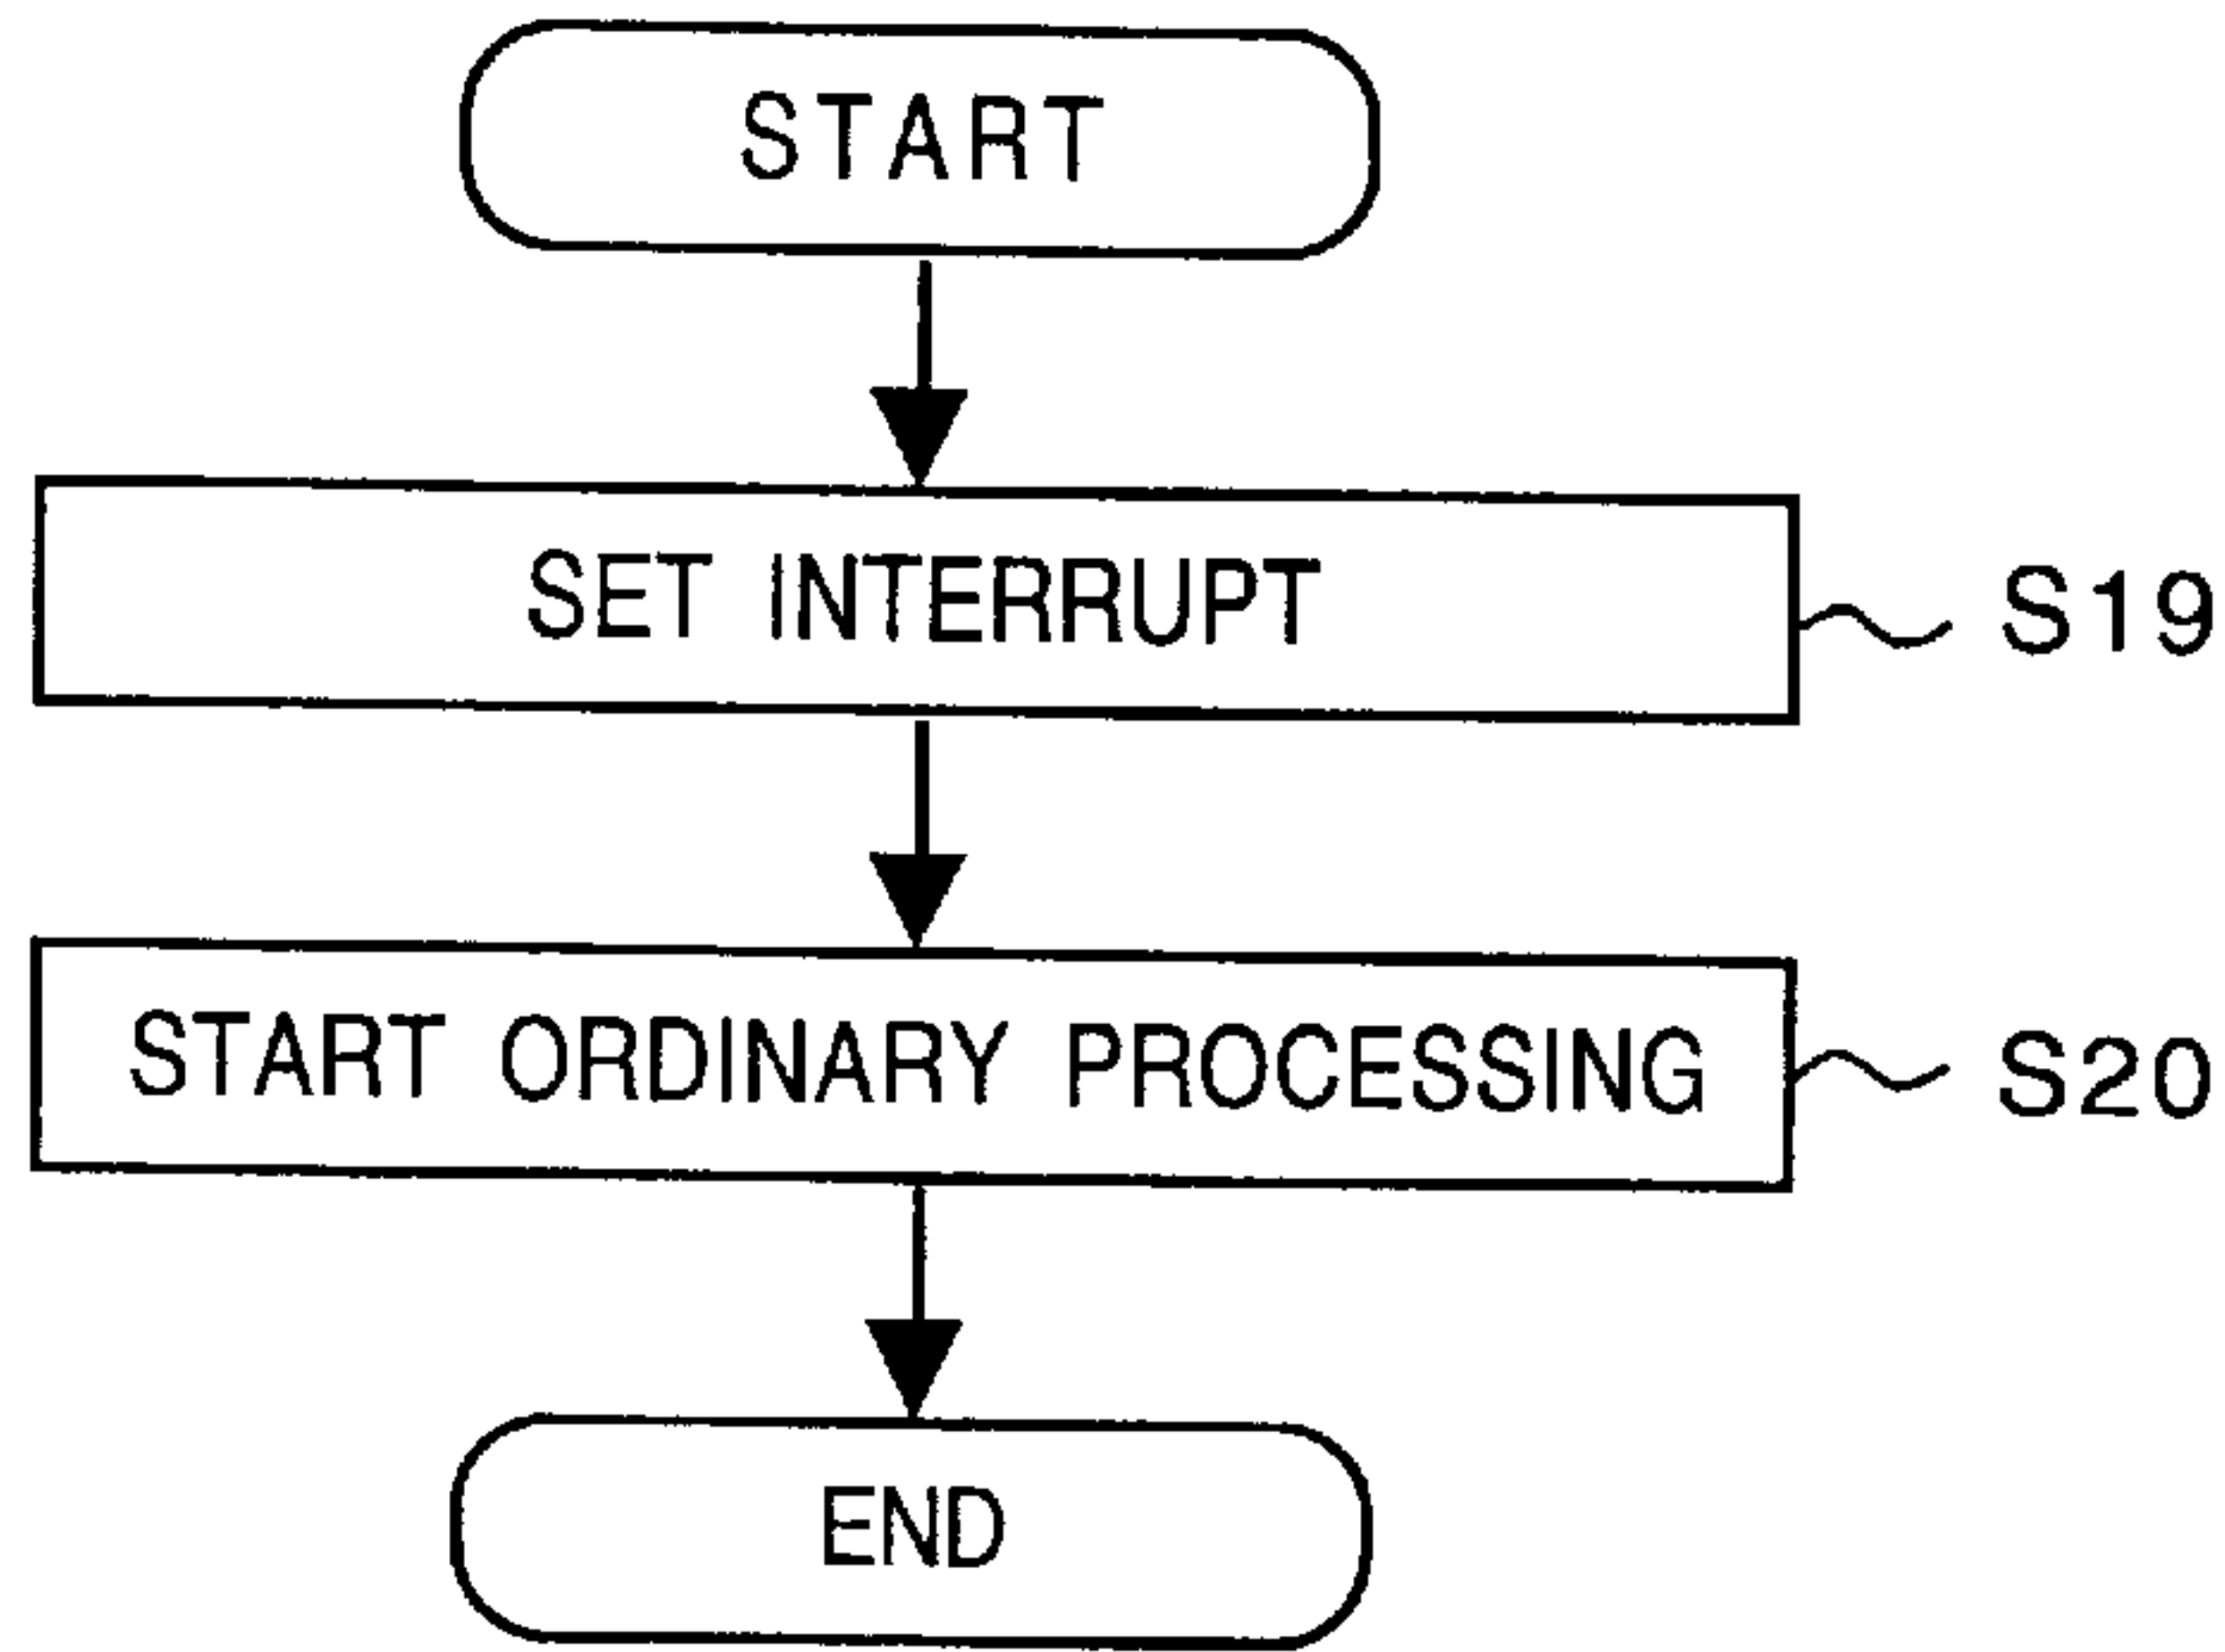 START
SET INTERRUPT
S19
START ORDINARY PROCESSING
S20
END